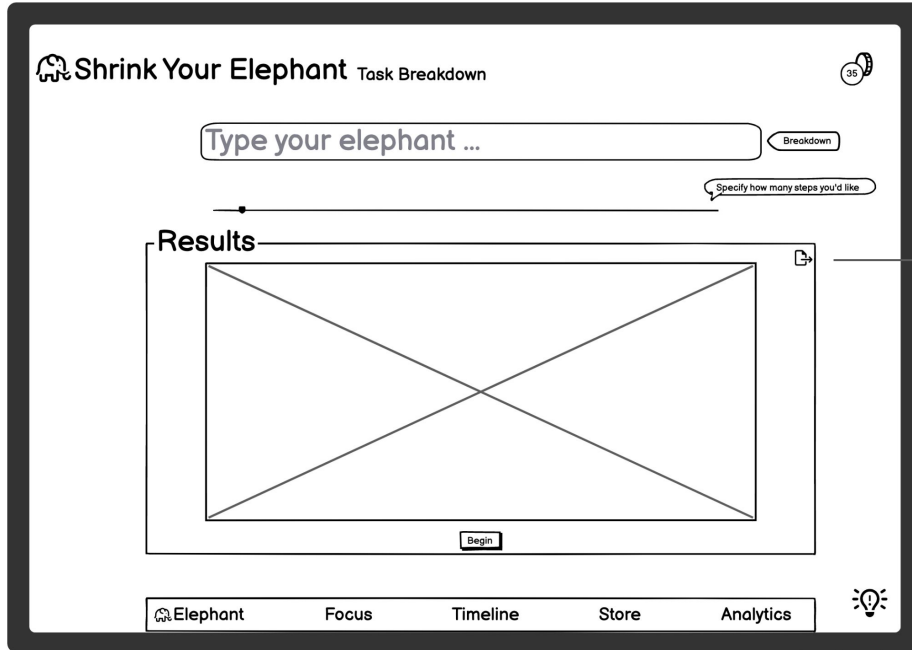 Shrink Your Elephant Task Breakdown
35
Type your elephant ...
Breakdown
Specify how many steps you'd like
Results
Begin
Elephant Focus Timeline Store Analytics